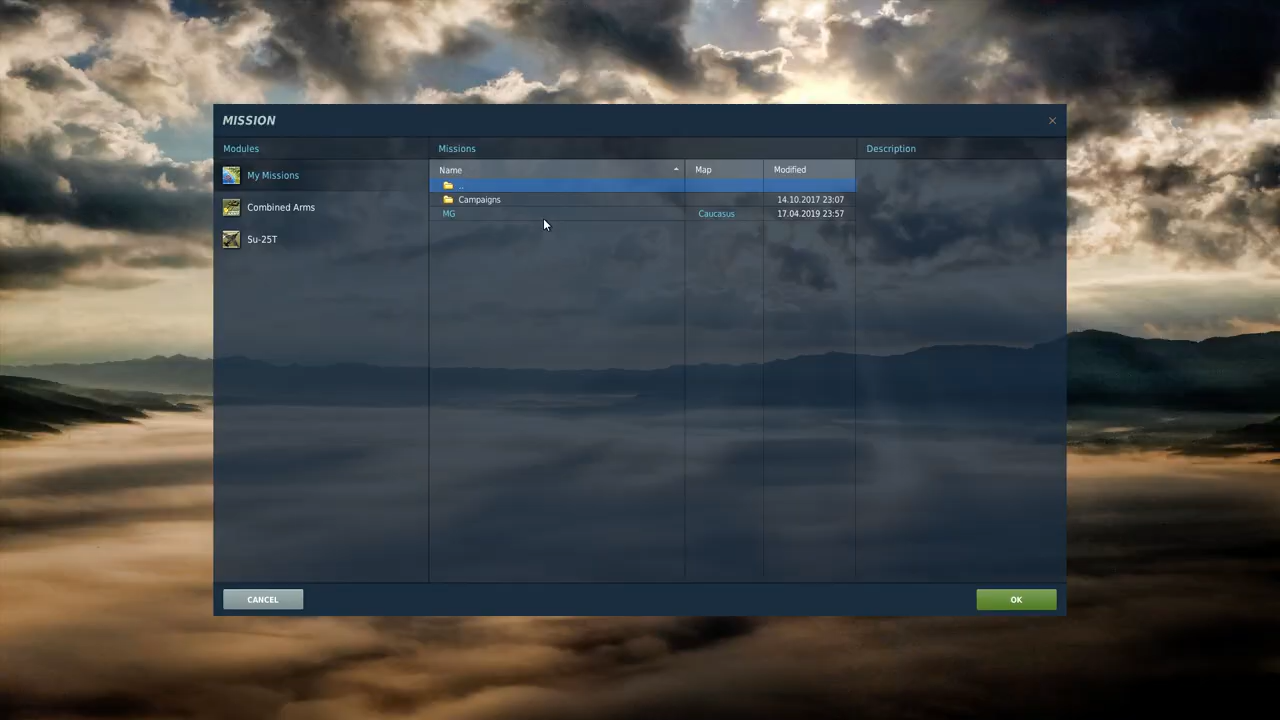 MISSION
Modules
Missions
Description
My Missions
Combined Arms
Su-25T
Name Map Modified
..
Campaigns 14.10.2017 23:07
MG Caucasus 17.04.2019 23:57
CANCEL
OK